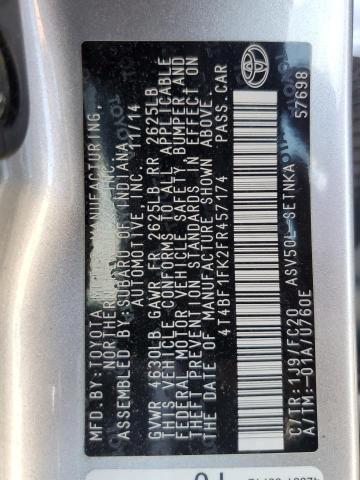 MFD. BY: TOYOTA MOTOR MANUFACTURING,
NORTHERN
ASSEMBLED BY: SUBARU OF INDIANA
AUTOMOTIVE, INC. 11/14
GVWR 4630LB GAWR FR 2625LB RR 2625LB
THIS VEHICLE CONFORMS TO ALL APPLICABLE
FEDERAL MOTOR VEHICLE SAFETY, BUMPER AND
THEFT PREVENTION STANDARDS IN EFFECT ON
THE DATE OF MANUFACTURE SHOWN ABOVE.
4T4BF1FK2FR457174 PASS.CAR
C/TR:1J9/FC20 ASV50L-SETNKA
A/TM:-01A/U760E 57698
TOYOTA